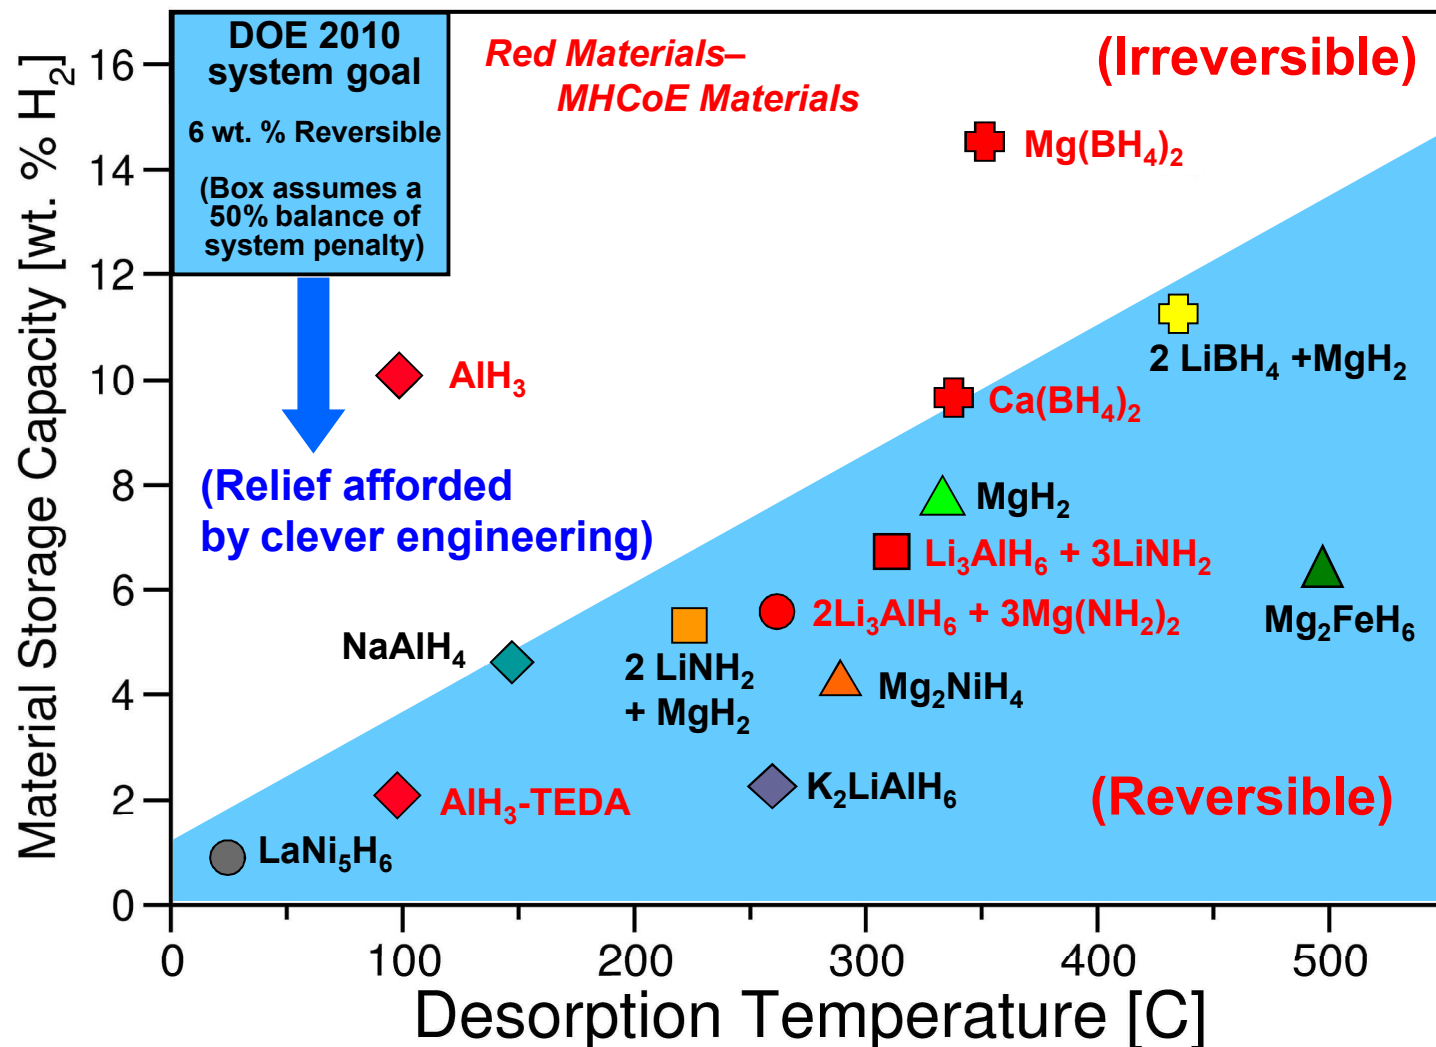 DOE 2010
system goal
6 wt. % Reversible
(Box assumes a
50% balance of
system penalty)
Red Materials–
MHCoE Materials
(Irreversible)
Mg(BH₄)₂
2 LiBH₄ +MgH₂
AlH₃
Ca(BH₄)₂
(Relief afforded
by clever engineering)
MgH₂
Li₃AlH₆ + 3LiNH₂
2Li₃AlH₆ + 3Mg(NH₂)₂
Mg₂FeH₆
NaAlH₄
2 LiNH₂
+ MgH₂
Mg₂NiH₄
K₂LiAlH₆
(Reversible)
AlH₃-TEDA
LaNi₅H₆
Material Storage Capacity [wt. % H₂]
16
14
12
10
8
6
4
2
0
0 100 200 300 400 500
Desorption Temperature [C]